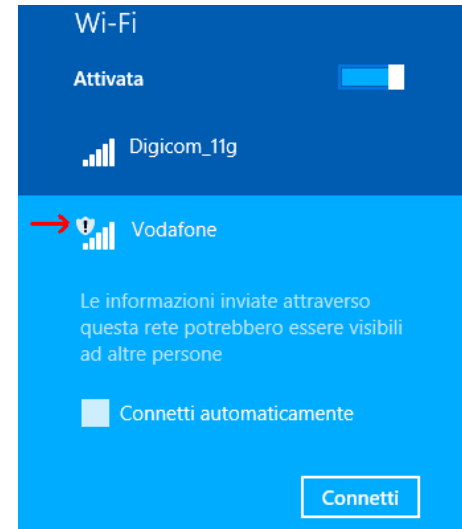 Wi-Fi
Attivata
Digicom_11g
Vodafone
Le informazioni inviate attraverso
questa rete potrebbero essere visibili
ad altre persone
Connetti automaticamente
Connetti